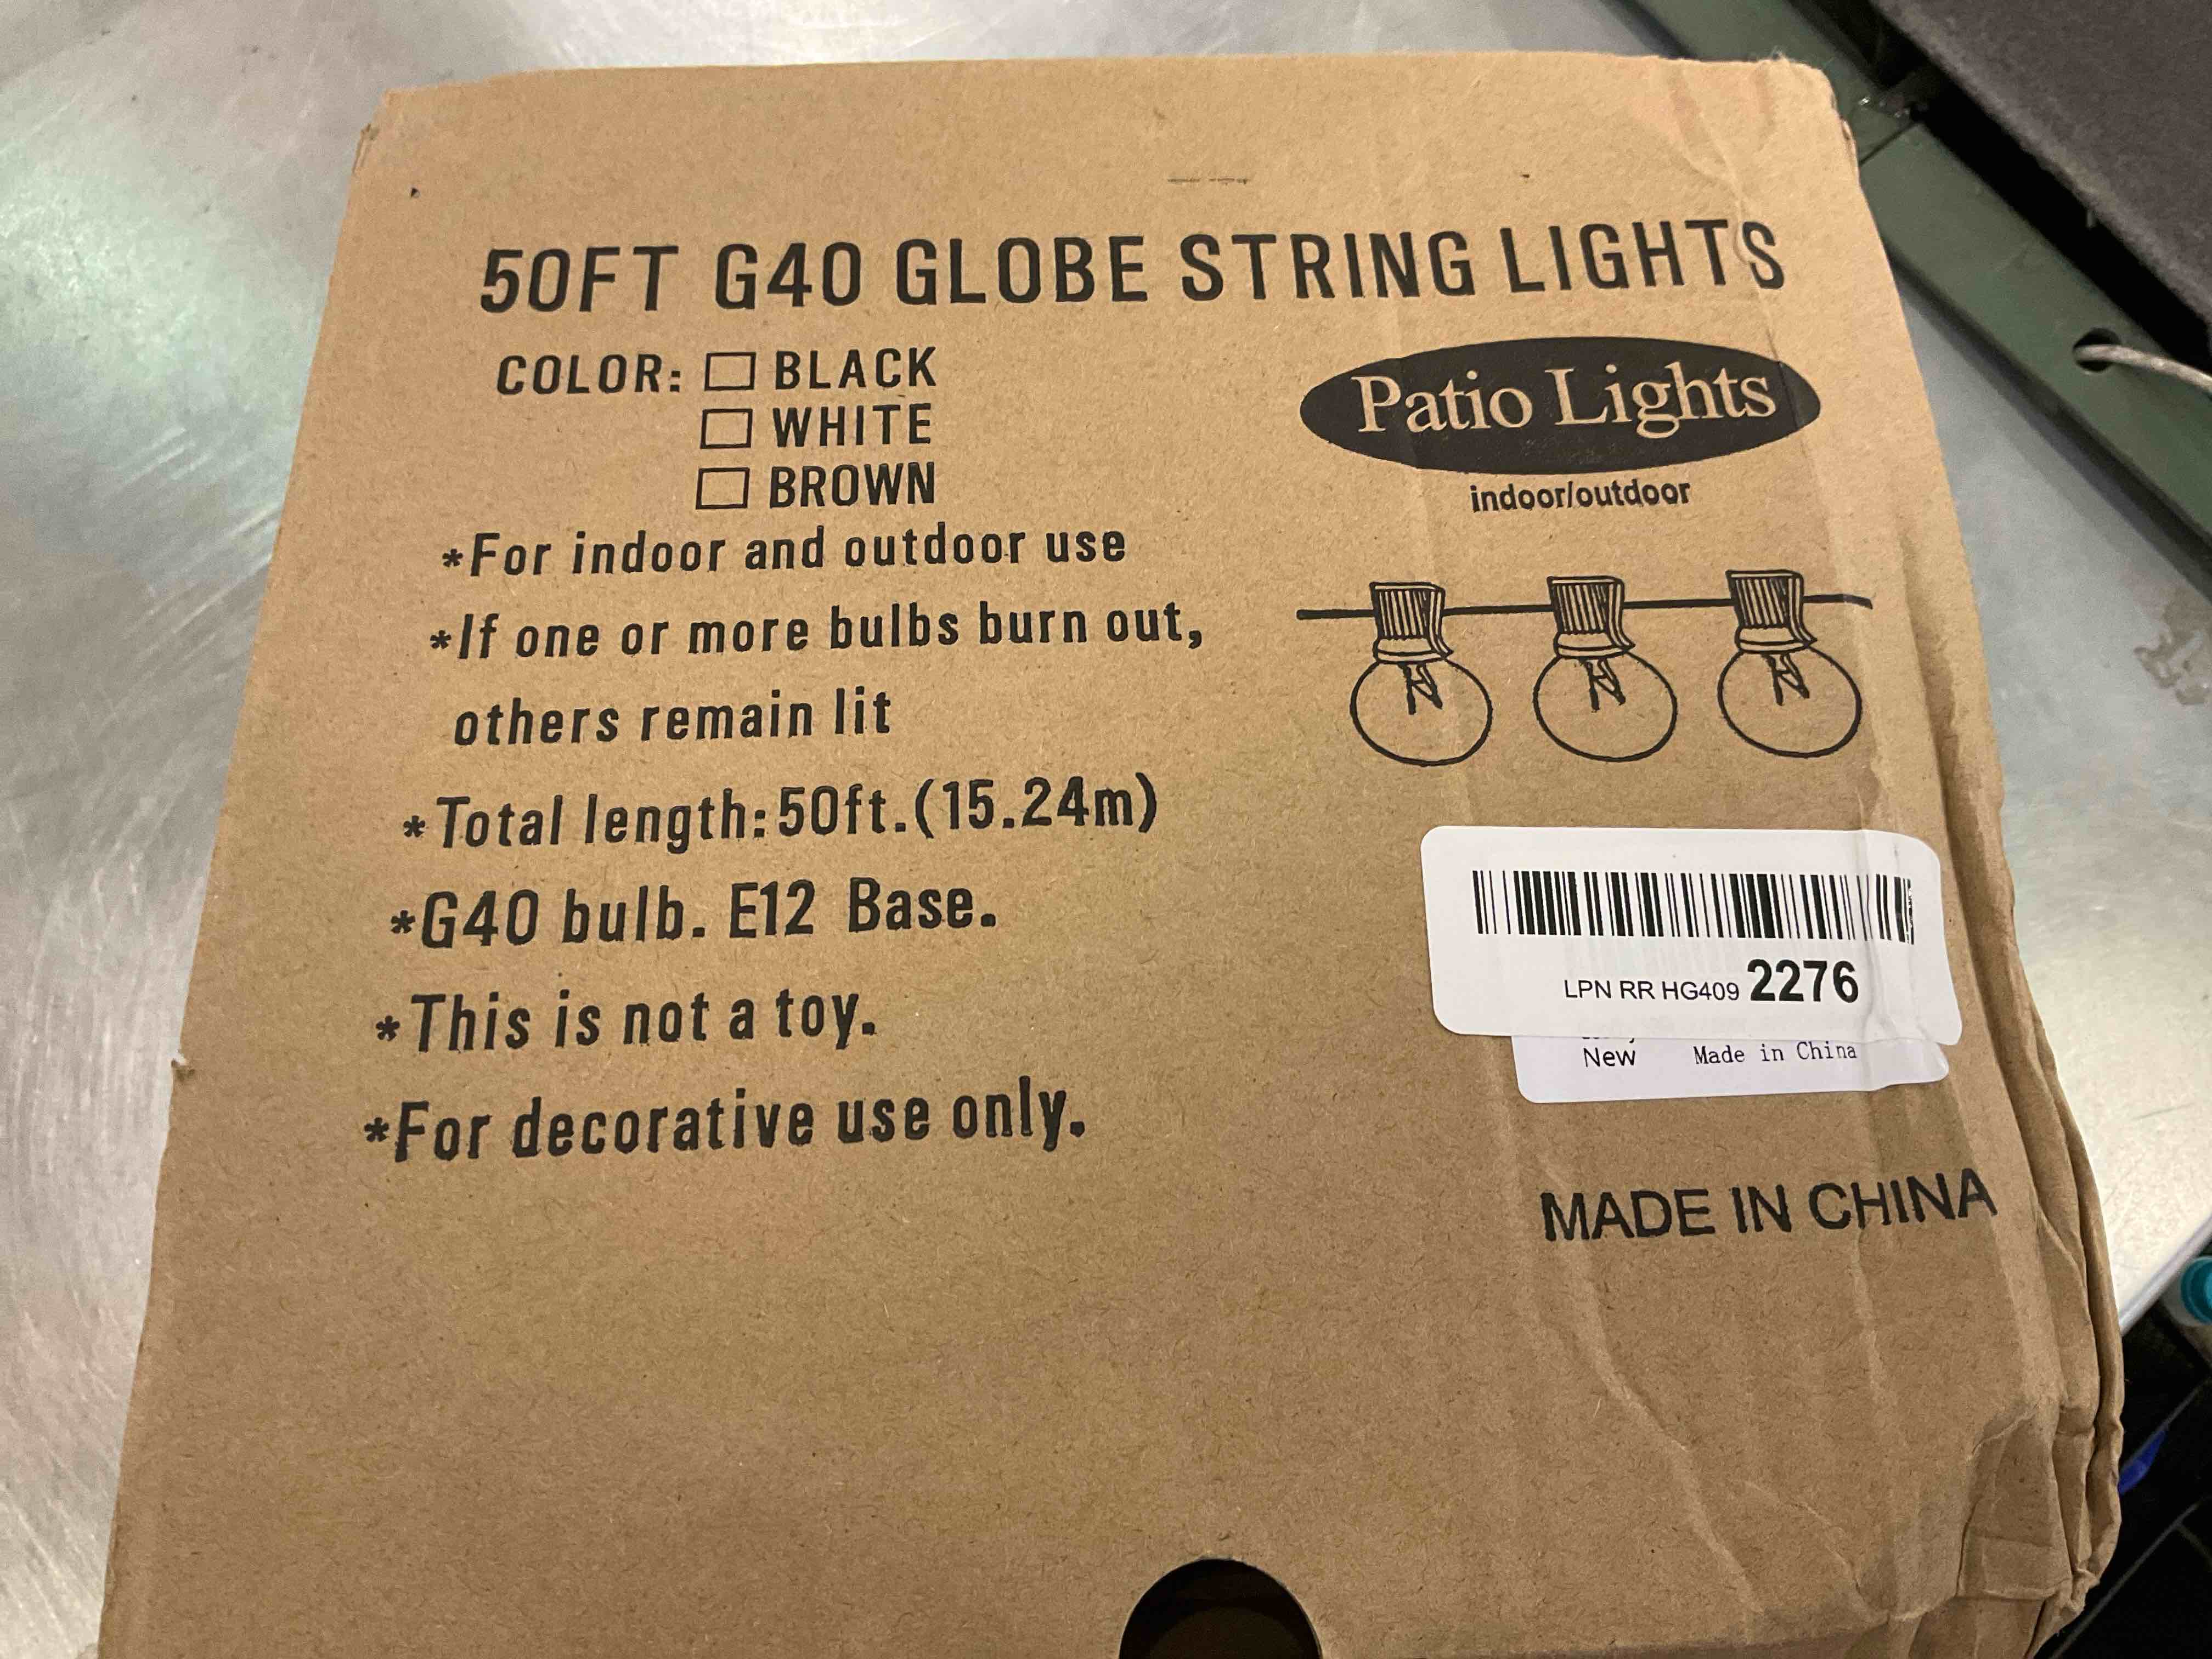 50FT G40 GLOBE STRING LIGHTS
COLOR: BLACK
WHITE
BROWN
Patio Lights
indoor/outdoor
*For indoor and outdoor use
*If one or more bulbs burn out,
others remain lit
*Total length:50ft.(15.24m)
*G40 bulb. E12 Base.
*This is not a toy.
*For decorative use only.
LPN RR HG409 2276
New Made in China
MADE IN CHINA